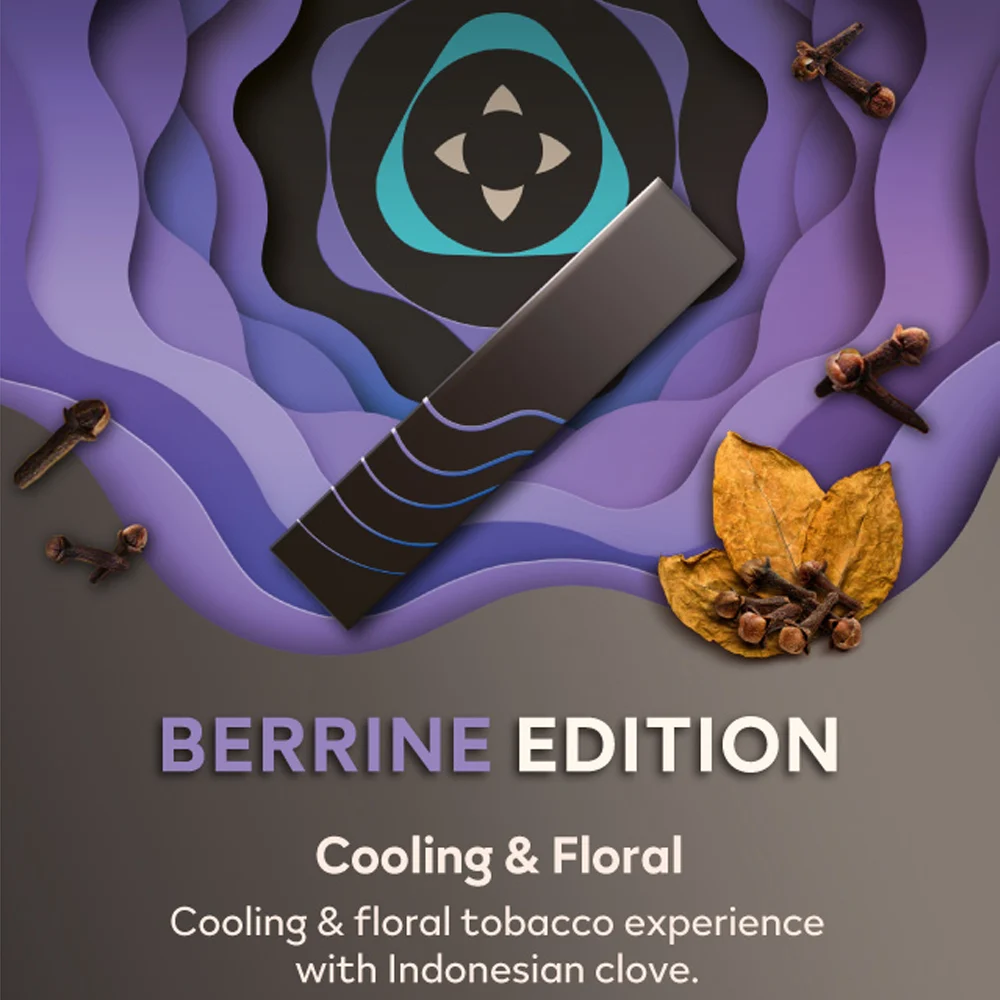 BERRINE EDITION
Cooling & Floral
Cooling & floral tobacco experience
with Indonesian clove.